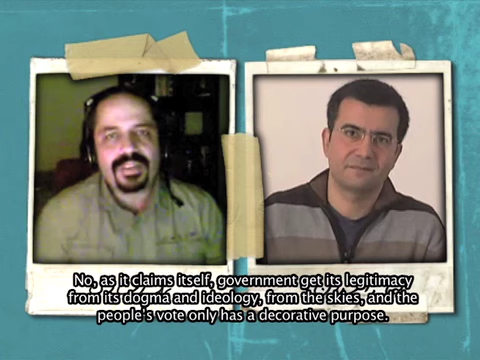 No, as it claims itself, government get its legitimacy
from its dogma and ideology, from the skies, and the
people's vote only has a decorative purpose.